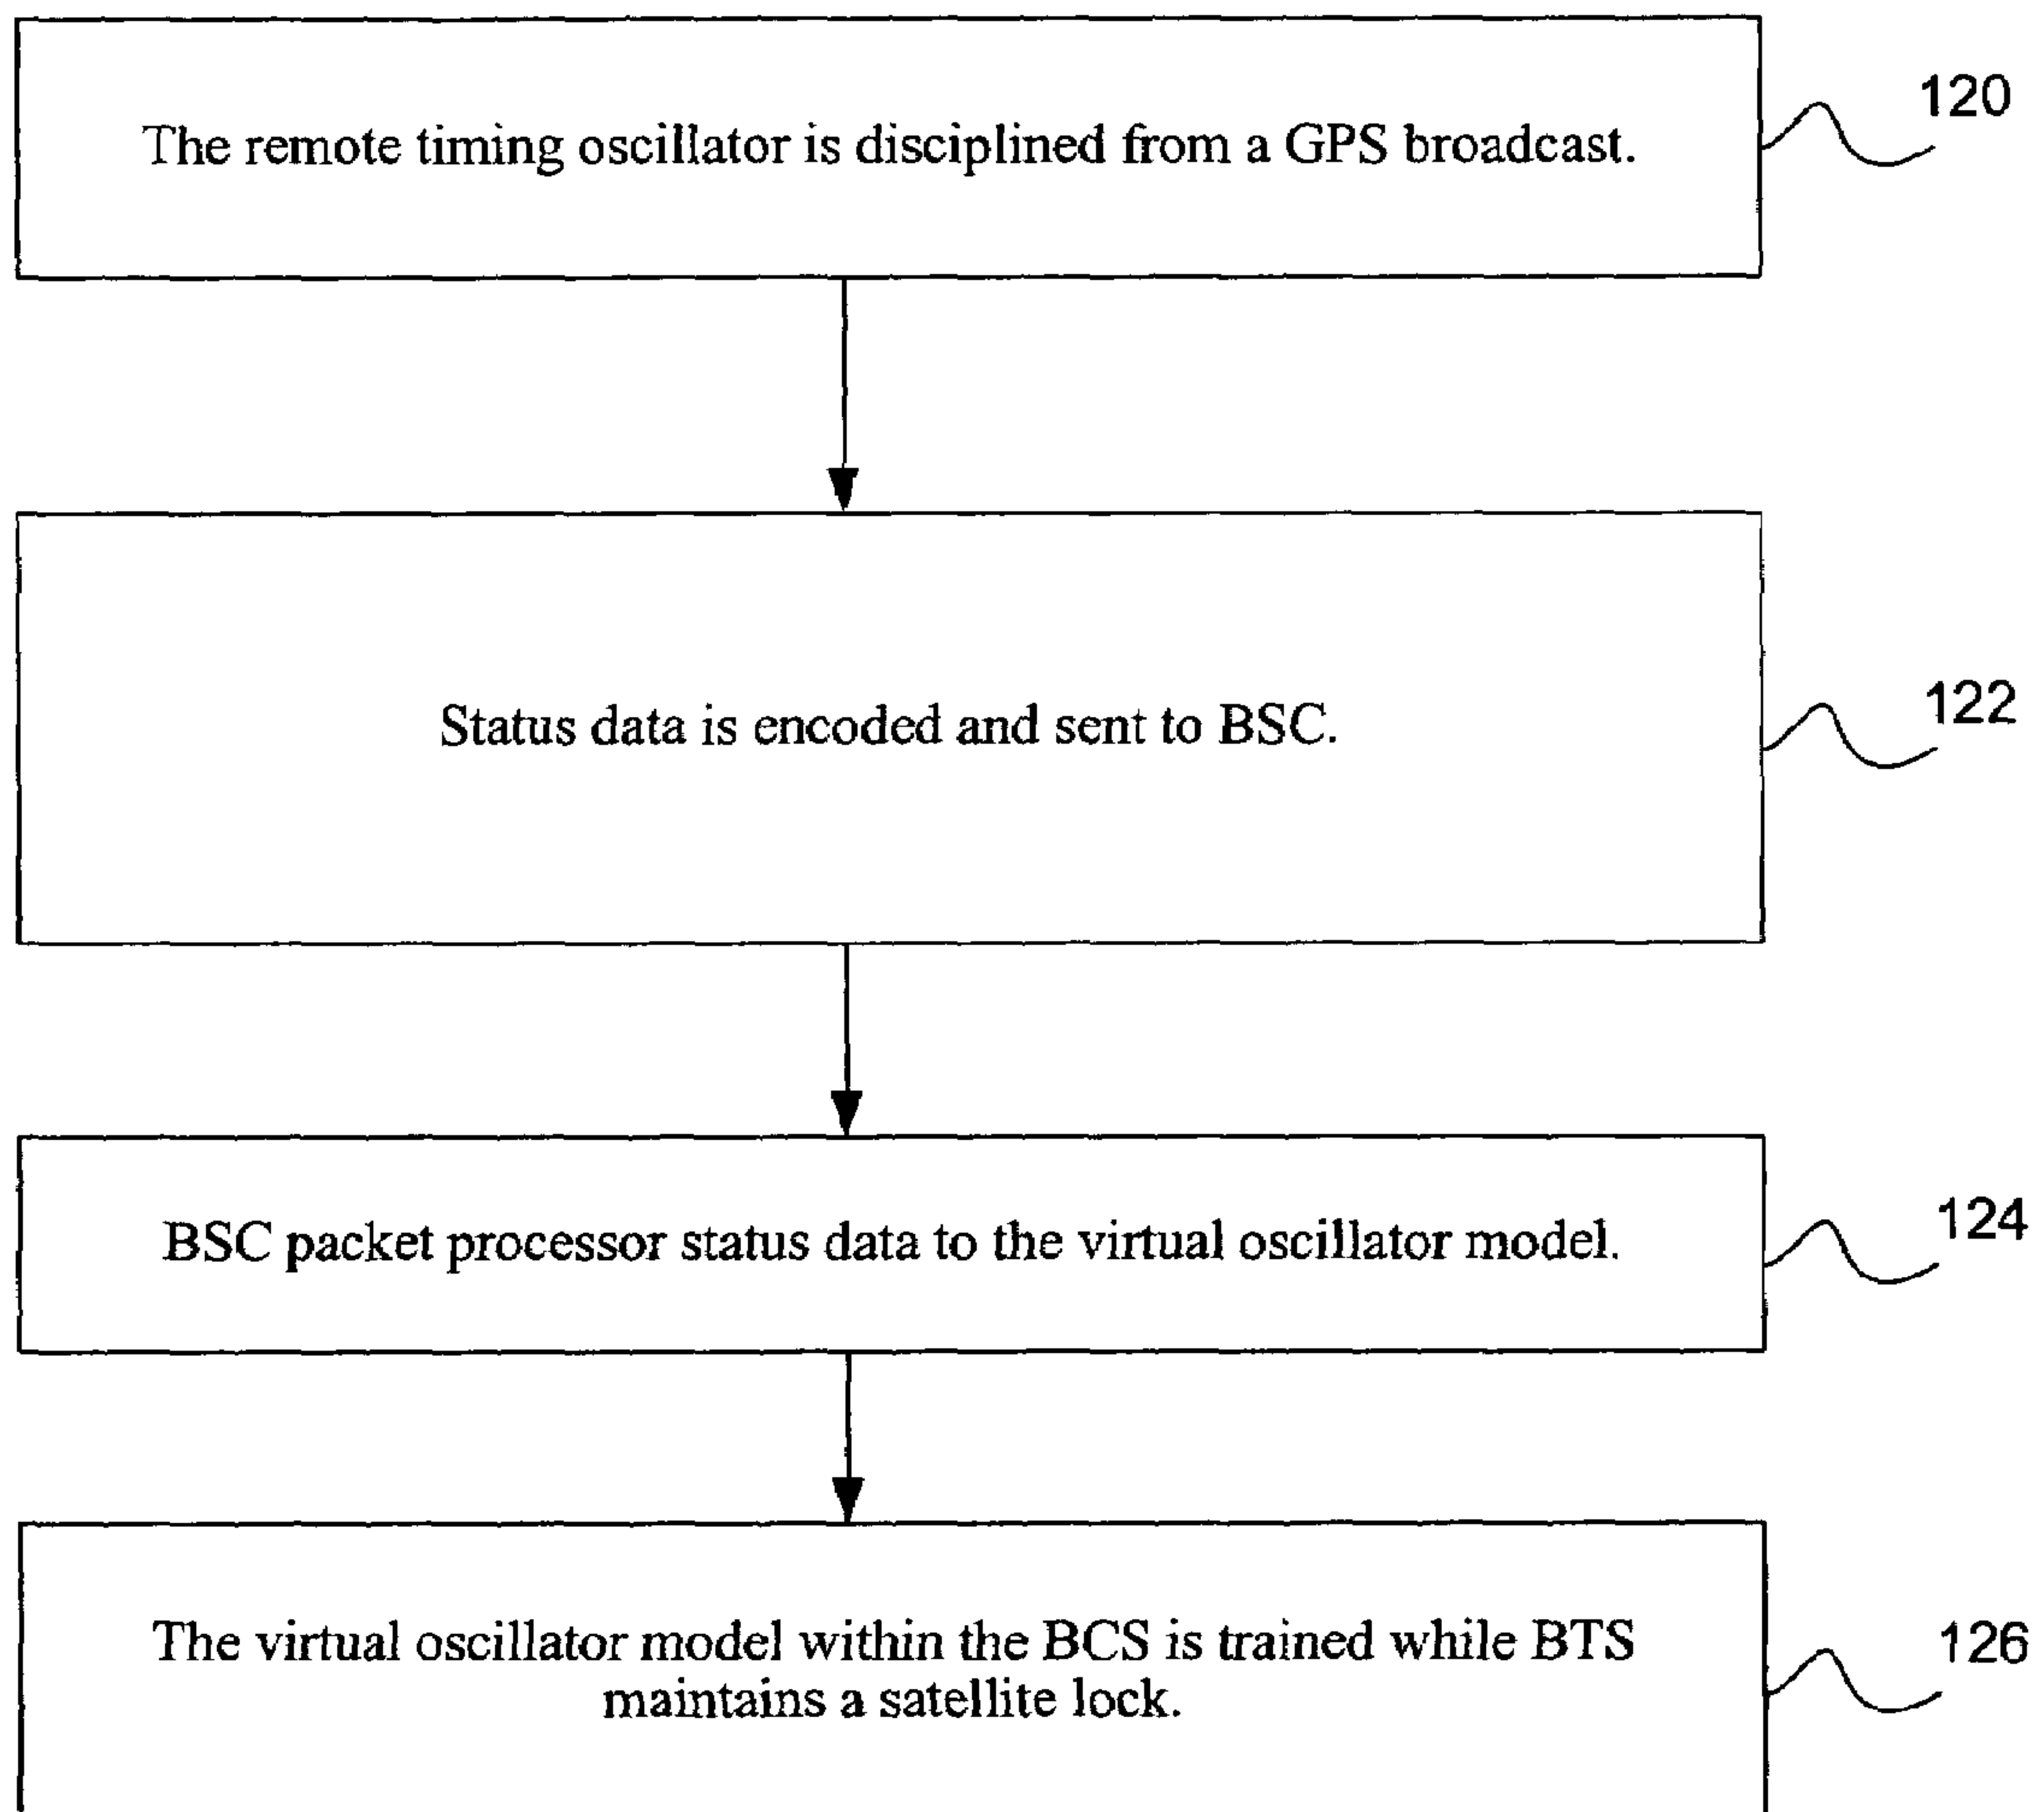 The remote timing oscillator is disciplined from a GPS broadcast.
120
Status data is encoded and sent to BSC.
122
BSC packet processor status data to the virtual oscillator model.
124
The virtual oscillator model within the BCS is trained while BTS
maintains a satellite lock.
126